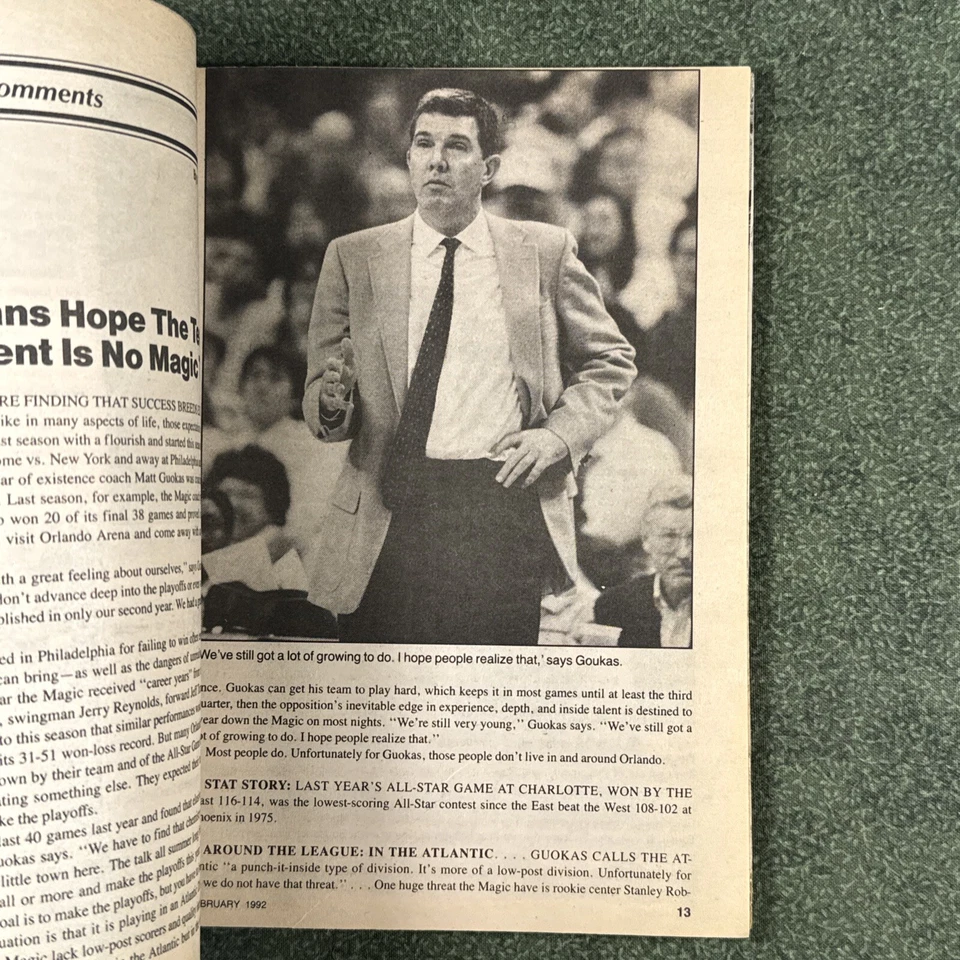 omments
ans Hope The Te
ent Is No Magic
RE FINDING THAT SUCCESS BREEDS
ike in many aspects of life, those
st season with a flourish and started this
me vs. New York and away at Philadelphia
ar of existence coach Matt Guokas was
Last season, for example, the Magic
o won 20 of its final 38 games and
visit Orlando Arena and come away
th a great feeling about ourselves," says
don't advance deep into the playoffs or
plished in only our second year. We had a
ed in Philadelphia for failing to win
can bring—as well as the dangers of
ar the Magic received "career years"
, swingman Jerry Reynolds, forward
to this season that similar performances
its 31-51 won-loss record. But many
own by their team and of the All-Star
ting something else. They expected
ke the playoffs.
last 40 games last year and found that
uokas says. "We have to find that
little town here. The talk all summer
all or more and make the playoffs
oal is to make the playoffs, but you have
uation is that it is playing in an
Magic lack low-post scorers and
the Atlantic but
We've still got a lot of growing to do. I hope people realize that,' says Goukas.
nce. Guokas can get his team to play hard, which keeps it in most games until at least the third
uarter, then the opposition's inevitable edge in experience, depth, and inside talent is destined to
ear down the Magic on most nights. "We're still very young," Guokas says. "We've still got a
ot of growing to do. I hope people realize that."
Most people do. Unfortunately for Guokas, those people don't live in and around Orlando.
STAT STORY: LAST YEAR'S ALL-STAR GAME AT CHARLOTTE, WON BY THE
ast 116-114, was the lowest-scoring All-Star contest since the East beat the West 108-102 at
hoenix in 1975.
AROUND THE LEAGUE: IN THE ATLANTIC. . . . GUOKAS CALLS THE AT-
ntic "a punch-it-inside type of division. It's more of a low-post division. Unfortunately for
we do not have that threat." . . . One huge threat the Magic have is rookie center Stanley Rob-
BRUARY 1992
13